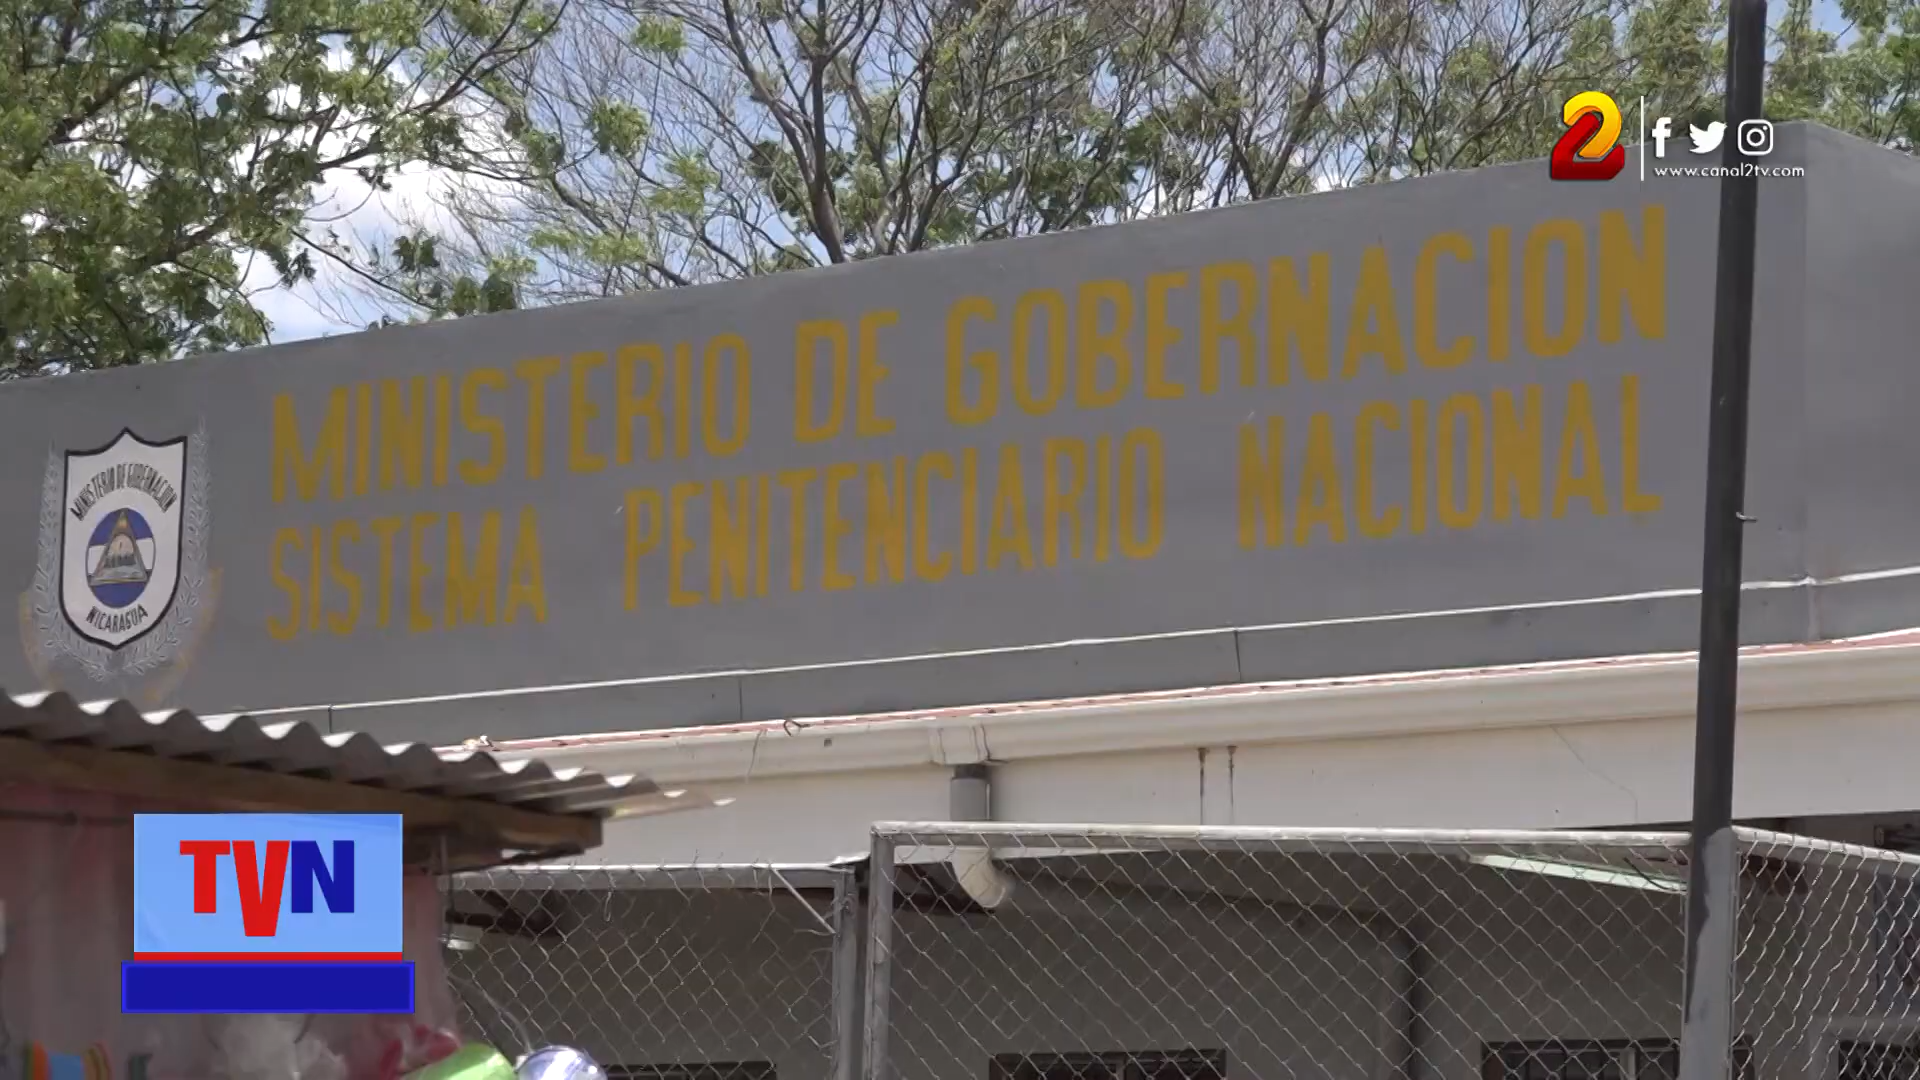 2
www.canal2tv.com
MINISTERIO DE GOBERNACION
SISTEMA PENITENCIARIO NACIONAL
MINISTERIO DE GOBERNACION
NICARAGUA
TVN